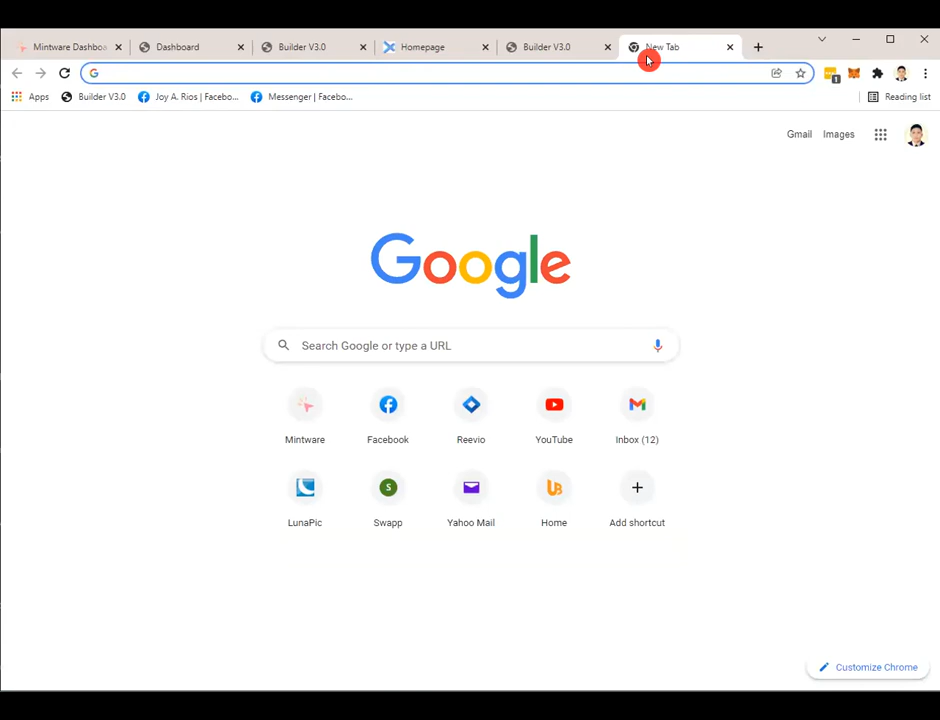 Mintware Dashboa
Dashboard
Builder V3.0
Homepage
Builder V3.0
New Tab
Apps
Builder V3.0
Joy A. Rios | Facebo...
Messenger | Facebo...
Reading list
1
Gmail
Images
Google
Search Google or type a URL
Mintware
Facebook
Reevio
YouTube
Inbox (12)
S
LunaPic
Swapp
Yahoo Mail
Home
Add shortcut
Customize Chrome